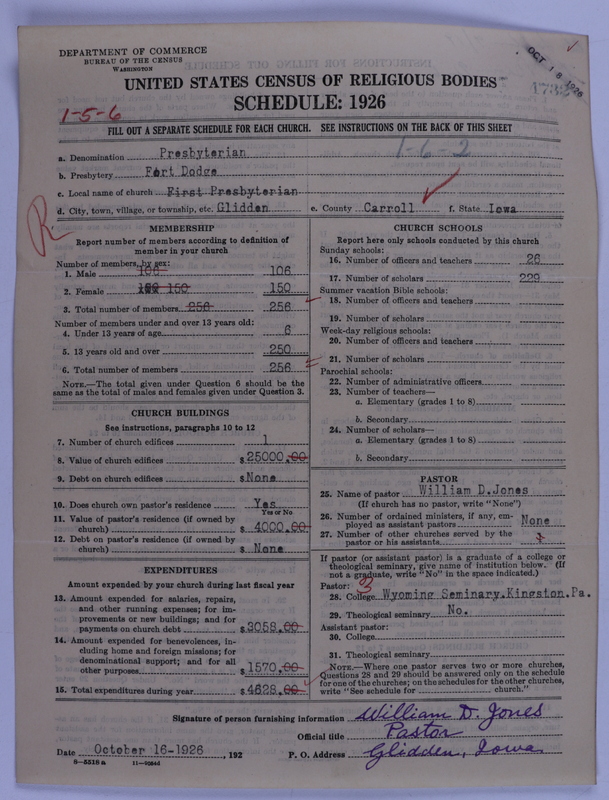 DEPARTMENT OF COMMERCE
BUREAU OF THE CENSUS
WASHINGTON
OCT 18 1926
1732
UNITED STATES CENSUS OF RELIGIOUS BODIES
SCHEDULE: 1926
1-5-6
FILL OUT A SEPARATE SCHEDULE FOR EACH CHURCH. SEE INSTRUCTIONS ON THE BACK OF THIS SHEET
a. Denomination Presbyterian
1-6-2
b. Presbytery Fort Dodge
c. Local name of church First Presbyterian
d. City, town, village, or township, etc. Glidden e. County Carroll f. State Iowa
R
MEMBERSHIP
Report number of members according to definition of
member in your church
Number of members, by sex:
1. Male 106 106
2. Female 150 150
3. Total number of members 256 256
Number of members under and over 13 years old:
4. Under 13 years of age 6
5. 13 years old and over 250
6. Total number of members 256
NOTE.—The total given under Question 6 should be the
same as the total of males and females given under Question 3.
CHURCH BUILDINGS
See instructions, paragraphs 10 to 12
7. Number of church edifices 1
8. Value of church edifices $25000.00
9. Debt on church edifices $None
10. Does church own pastor's residence Yes
Yes or No
11. Value of pastor's residence (if owned by
church) $4000.00
12. Debt on pastor's residence (if owned by
church) $ None
EXPENDITURES
Amount expended by your church during last fiscal year
13. Amount expended for salaries, repairs,
and other running expenses; for im-
provements or new buildings; and for
payments on church debt $3058.00
14. Amount expended for benevolences, in-
cluding home and foreign missions; for
denominational support; and for all
other purposes $1570.00
15. Total expenditures during year $4628.00
CHURCH SCHOOLS
Report here only schools conducted by this church
Sunday schools:
16. Number of officers and teachers 26
17. Number of scholars 229
Summer vacation Bible schools:
18. Number of officers and teachers
19. Number of scholars
Week-day religious schools:
20. Number of officers and teachers
21. Number of scholars
Parochial schools:
22. Number of administrative officers
23. Number of teachers—
a. Elementary (grades 1 to 8)
b. Secondary
24. Number of scholars—
a. Elementary (grades 1 to 8)
b. Secondary
PASTOR
25. Name of pastor William D.Jones
(If church has no pastor, write "None")
26. Number of ordained ministers, if any, em-
ployed as assistant pastors None
27. Number of other churches served by the
pastor or his assistants
If pastor (or assistant pastor) is a graduate of a college or
theological seminary, give name of institution below. (If
not a graduate, write "No" in the space indicated.)
Pastor: 3
28. College Wyoming Seminary.Kingston.Pa.
29. Theological seminary No.
Assistant pastor:
30. College
31. Theological seminary
NOTE.—Where one pastor serves two or more churches,
Questions 28 and 29 should be answered only on the schedule
for one of the churches; on the schedules for the other churches,
write "See schedule for church."
Signature of person furnishing information William D. Jones
Official title Pastor
Date October 16-1926, 192 P. O. Address Glidden, Iowa
8-5518 a